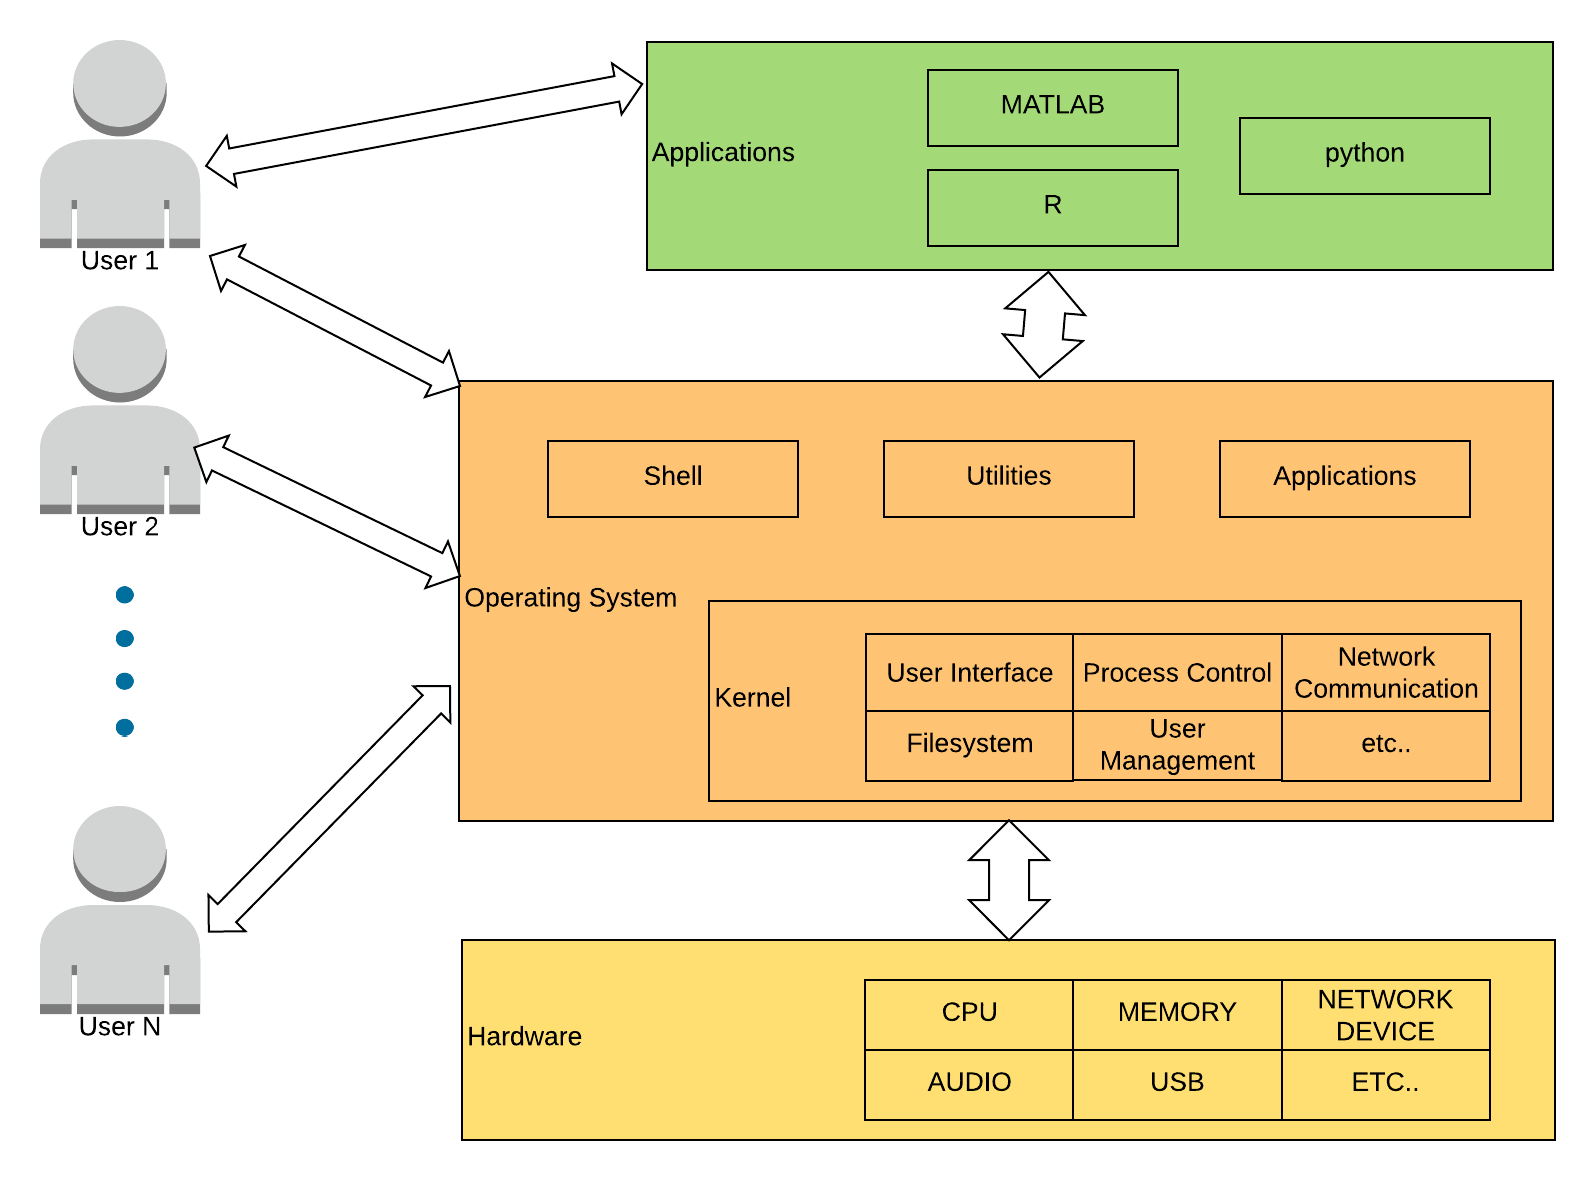 MATLAB
Applications
python
R
User 1
Shell
Utilities
Applications
User 2
Operating System
Kernel
User Interface
Process Control
Network
Communication
Filesystem
User
Management
etc..
User N
Hardware
CPU
MEMORY
NETWORK
DEVICE
AUDIO
USB
ETC..